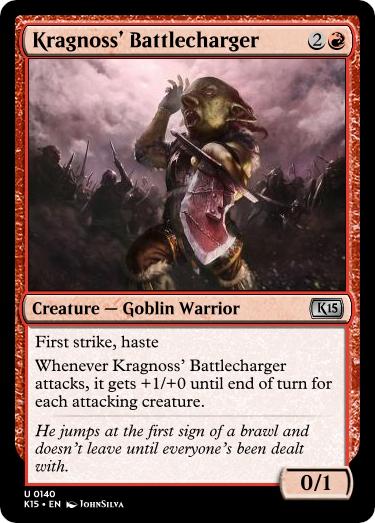 Kragnoss' Battlecharger 2
Creature — Goblin Warrior K15
First strike, haste
Whenever Kragnoss' Battlecharger
attacks, it gets +1/+0 until end of turn for
each attacking creature.
He jumps at the first sign of a brawl and
doesn't leave until everyone's been dealt
with.
0/1
U 0140
K15 • EN JohnSilva